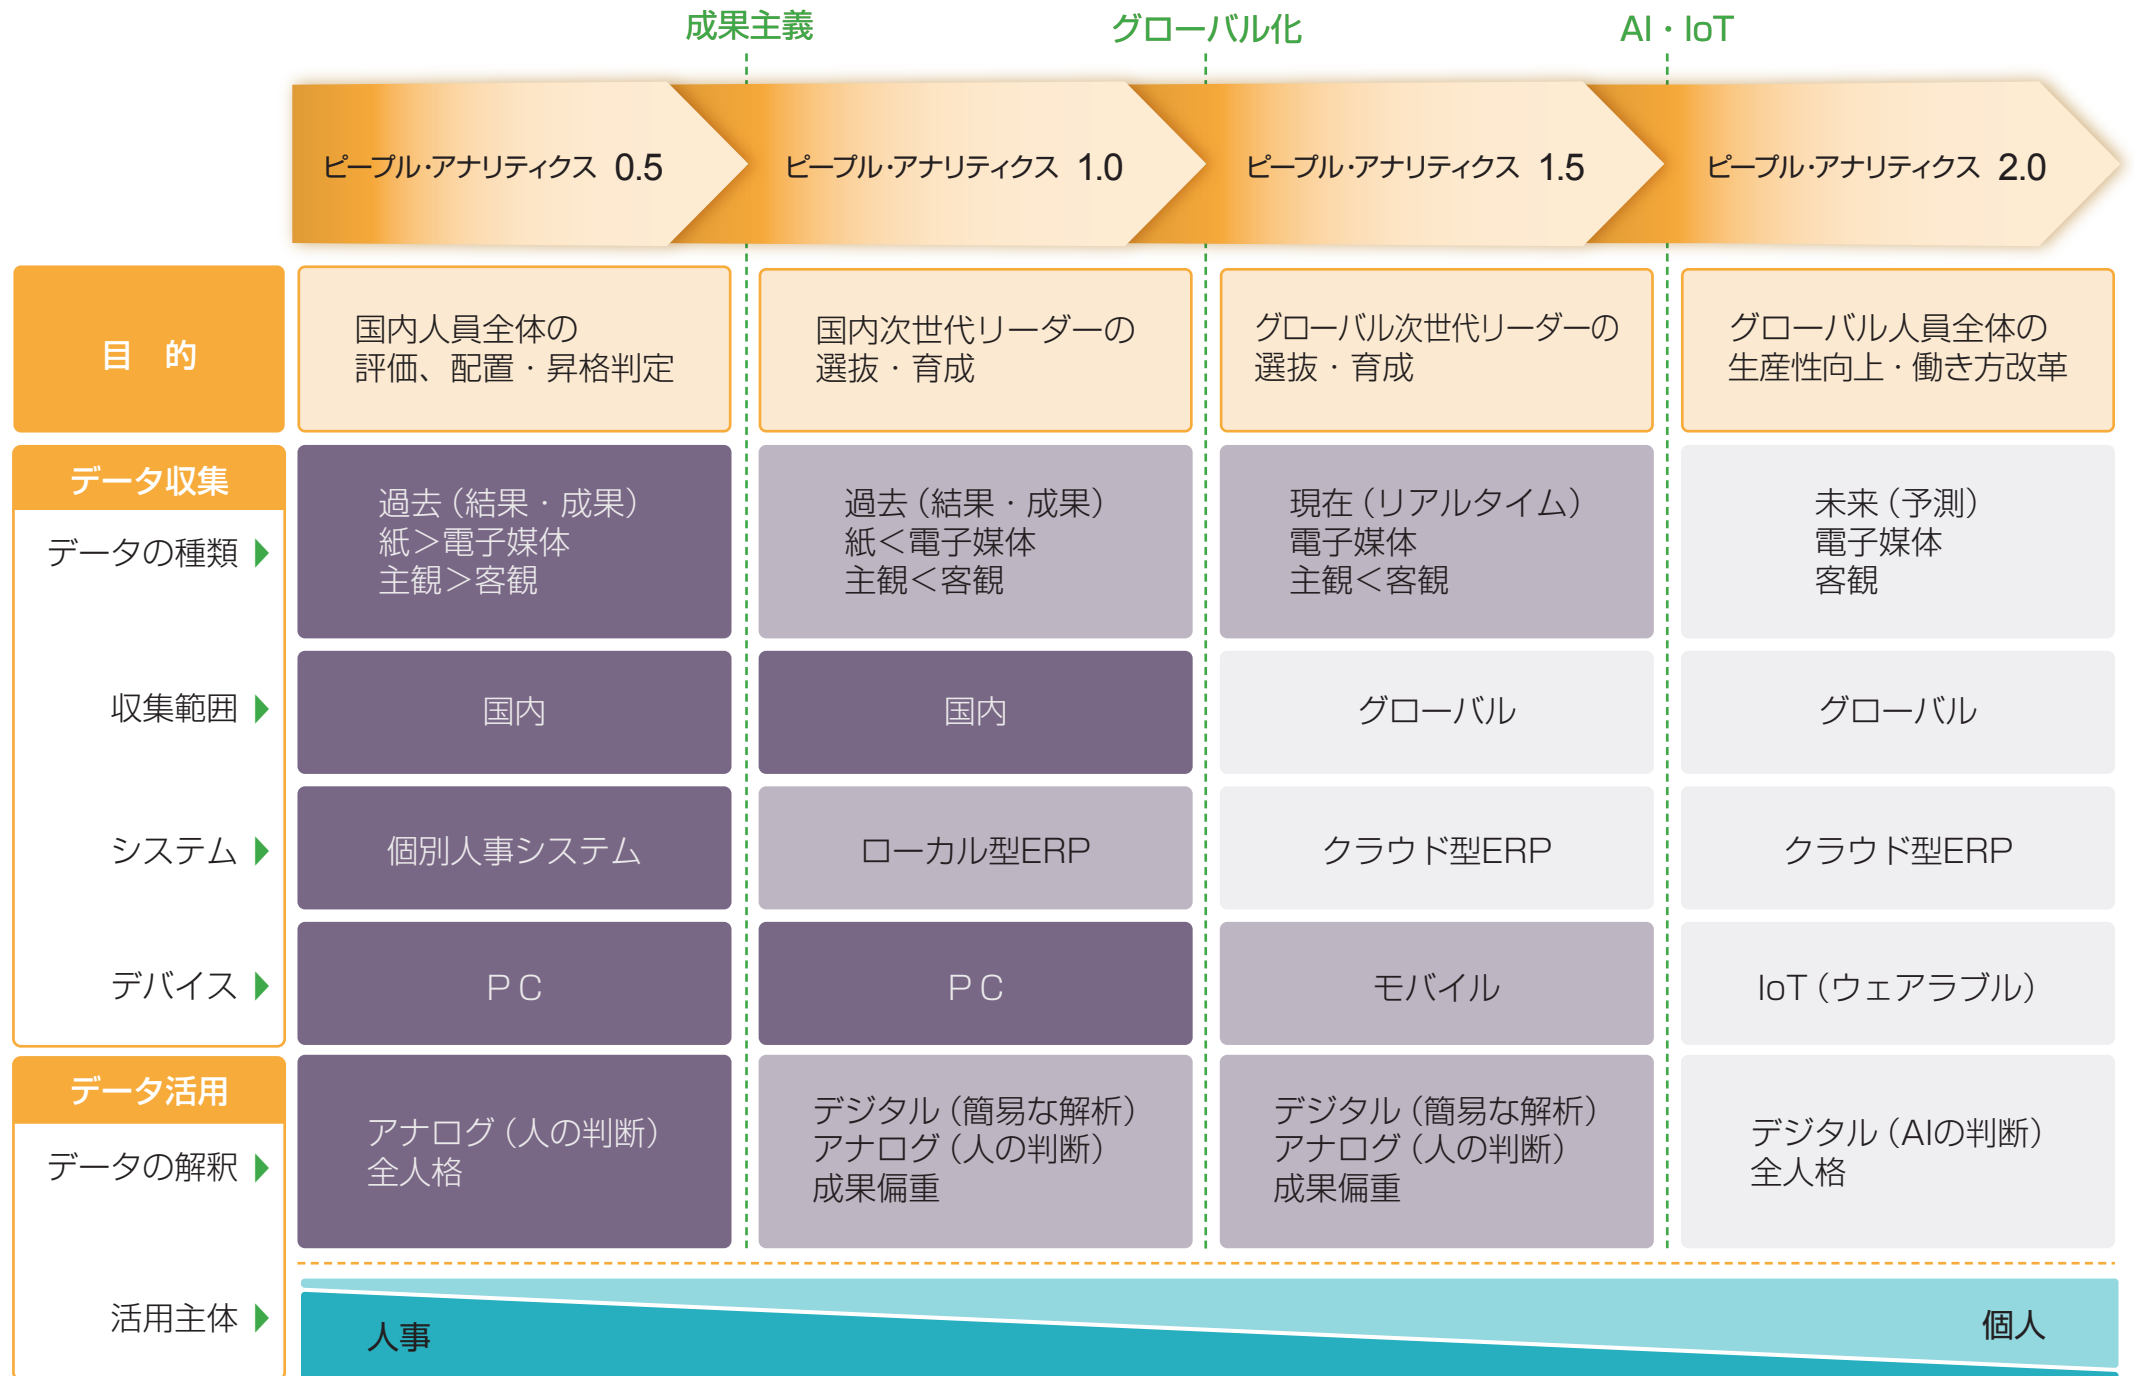 成果主義
グローバル化
AI・IoT
ピープル・アナリティクス 0.5
ピープル・アナリティクス 1.0
ピープル・アナリティクス 1.5
ピープル・アナリティクス 2.0
目 的
国内人員全体の
評価、配置・昇格判定
国内次世代リーダーの
選抜・育成
グローバル次世代リーダーの
選抜・育成
グローバル人員全体の
生産性向上・働き方改革
データ収集
データの種類
過去（結果・成果）
紙＞電子媒体
主観＞客観
過去（結果・成果）
紙＜電子媒体
主観＜客観
現在（リアルタイム）
電子媒体
主観＜客観
未来（予測）
電子媒体
客観
収集範囲
国内
国内
グローバル
グローバル
システム
個別人事システム
ローカル型ERP
クラウド型ERP
クラウド型ERP
デバイス
PC
PC
モバイル
IoT（ウェアラブル）
データ活用
データの解釈
アナログ（人の判断）
全人格
デジタル（簡易な解析）
アナログ（人の判断）
成果偏重
デジタル（簡易な解析）
アナログ（人の判断）
成果偏重
デジタル（AIの判断）
全人格
活用主体
人事
個人